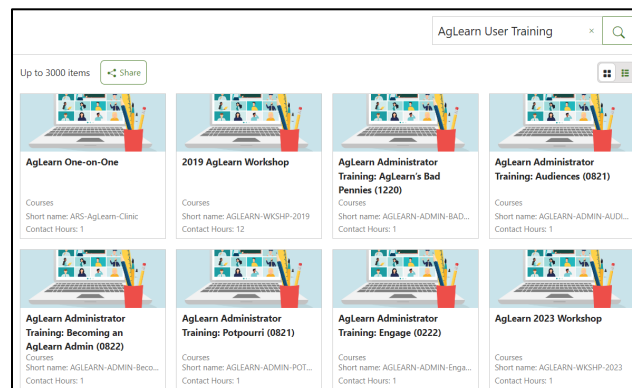 AgLearn User Training ×
Up to 3000 items Share
AgLearn One-on-One
Courses
Short name: ARS-AgLearn-Clinic
Contact Hours: 1
2019 AgLearn Workshop
Courses
Short name: AGLEARN-WKSHP-2019
Contact Hours: 12
AgLearn Administrator
Training: AgLearn's Bad
Pennies (1220)
Courses
Short name: AGLEARN-ADMIN-BAD...
Contact Hours: 1
AgLearn Administrator
Training: Audiences (0821)
Courses
Short name: AGLEARN-ADMIN-AUDI...
Contact Hours: 1
AgLearn Administrator
Training: Becoming an
AgLearn Admin (0822)
Courses
Short name: AGLEARN-ADMIN-Beco...
Contact Hours: 1
AgLearn Administrator
Training: Potpourri (0821)
Courses
Short name: AGLEARN-ADMIN-POT...
Contact Hours: 1
AgLearn Administrator
Training: Engage (0222)
Courses
Short name: AGLEARN-ADMIN-Enga...
Contact Hours: 1
AgLearn 2023 Workshop
Courses
Short name: AGLEARN-WKSHP-2023
Contact Hours: 1